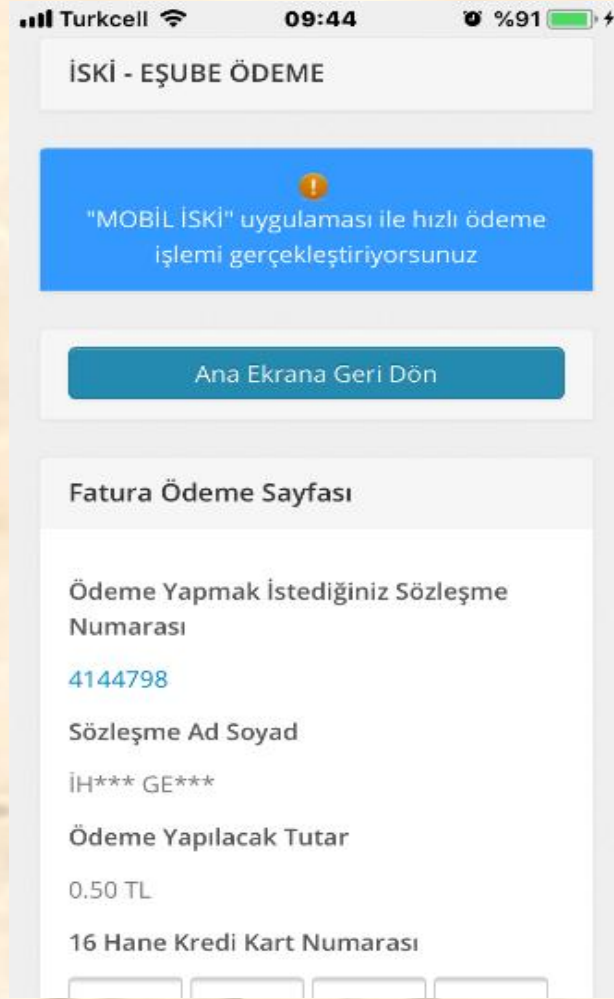 Turkcell 09:44 %91
İSKİ - EŞUBE ÖDEME
"MOBİL İSKİ" uygulaması ile hızlı ödeme
işlemi gerçekleştiriyorsunuz
Ana Ekrana Geri Dön
Fatura Ödeme Sayfası
Ödeme Yapmak İstediğiniz Sözleşme
Numarası
4144798
Sözleşme Ad Soyad
İH*** GE***
Ödeme Yapılacak Tutar
0.50 TL
16 Hane Kredi Kart Numarası